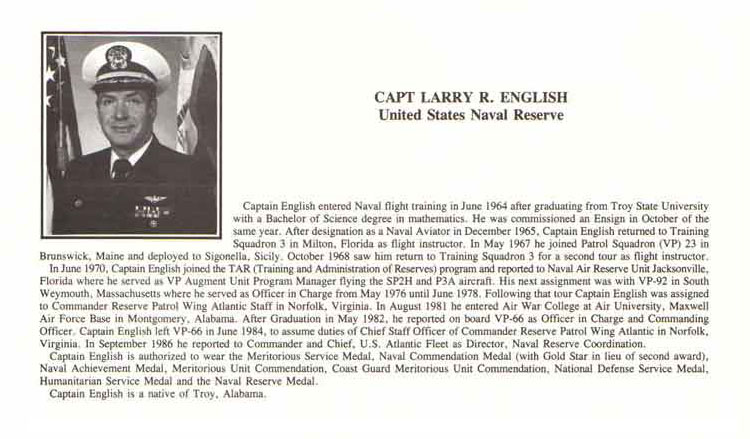 CAPT LARRY R. ENGLISH
United States Naval Reserve
Captain English entered Naval flight training in June 1964 after graduating from Troy State University
with a Bachelor of Science degree in mathematics. He was commissioned an Ensign in October of the
same year. After designation as a Naval Aviator in December 1965, Captain English returned to Training
Squadron 3 in Milton, Florida as flight instructor. In May 1967 he joined Patrol Squadron (VP) 23 in
Brunswick, Maine and deployed to Sigonella, Sicily. October 1968 saw him return to Training Squadron 3 for a second tour as flight instructor.
In June 1970, Captain English joined the TAR (Training and Administration of Reserves) program and reported to Naval Air Reserve Unit Jacksonville,
Florida where he served as VP Augment Unit Program Manager flying the SP2H and P3A aircraft. His next assignment was with VP-92 in South
Weymouth, Massachusetts where he served as Officer in Charge from May 1976 until June 1978. Following that tour Captain English was assigned
to Commander Reserve Patrol Wing Atlantic Staff in Norfolk, Virginia. In August 1981 he entered Air War College at Air University, Maxwell
Air Force Base in Montgomery, Alabama. After Graduation in May 1982, he reported on board VP-66 as Officer in Charge and Commanding
Officer. Captain English left VP-66 in June 1984, to assume duties of Chief Staff Officer of Commander Reserve Patrol Wing Atlantic in Norfolk,
Virginia. In September 1986 he reported to Commander and Chief, U.S. Atlantic Fleet as Director, Naval Reserve Coordination.
Captain English is authorized to wear the Meritorious Service Medal, Naval Commendation Medal (with Gold Star in lieu of second award),
Naval Achievement Medal, Meritorious Unit Commendation, Coast Guard Meritorious Unit Commendation, National Defense Service Medal,
Humanitarian Service Medal and the Naval Reserve Medal.
Captain English is a native of Troy, Alabama.